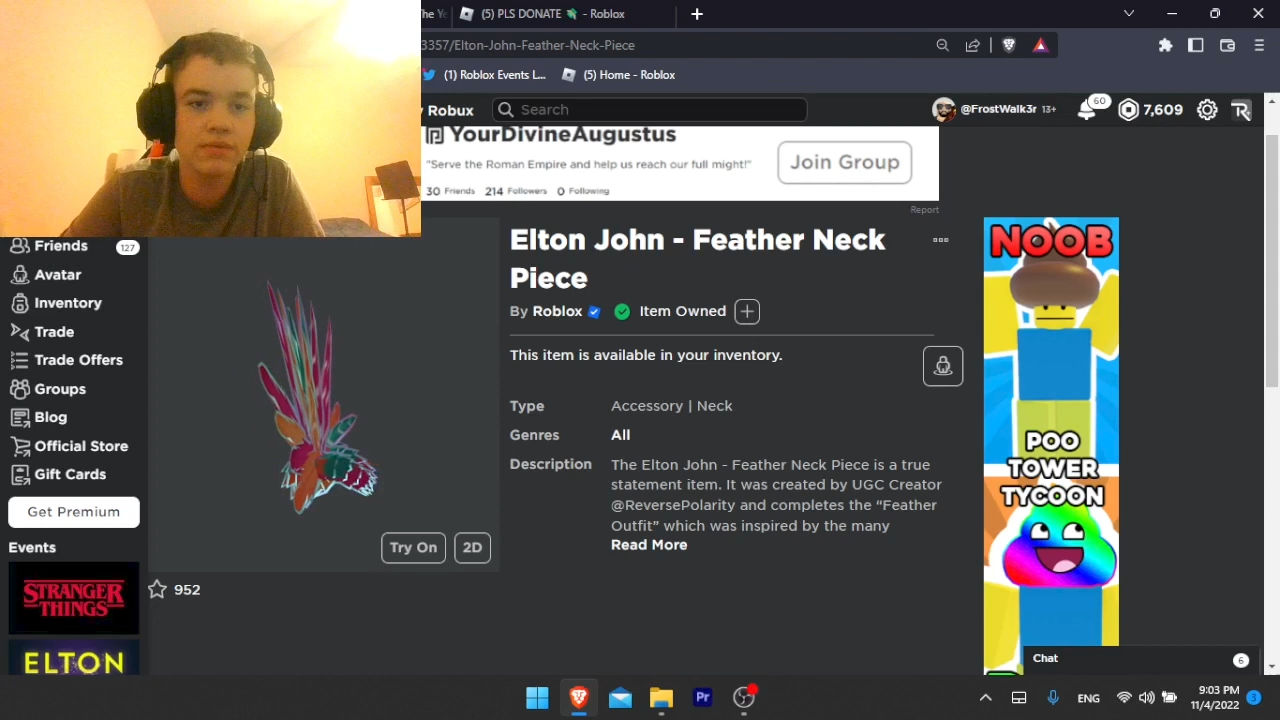 The Ye
(5) PLS DONATE - Roblox
3357/Elton-John-Feather-Neck-Piece
(1) Roblox Events L...
(5) Home - Roblox
Robux
Search
@FrostWalk3r 13+
60
7,609
YourDivineAugustus
"Serve the Roman Empire and help us reach our full might!"
30 Friends 214 Followers 0 Following
Join Group
Report
Friends 127
Avatar
Inventory
Trade
Trade Offers
Groups
Blog
Official Store
Gift Cards
Get Premium
Events
STRANGER THINGS
ELTON
Try On
2D
952
Elton John - Feather Neck
Piece
By Roblox Item Owned
This item is available in your inventory.
Type Accessory | Neck
Genres All
Description The Elton John - Feather Neck Piece is a true
statement item. It was created by UGC Creator
@ReversePolarity and completes the “Feather
Outfit” which was inspired by the many
Read More
NOOB
POO
TOWER
TYCOON
Chat 6
Pr
ENG
9:03 PM
11/4/2022
3